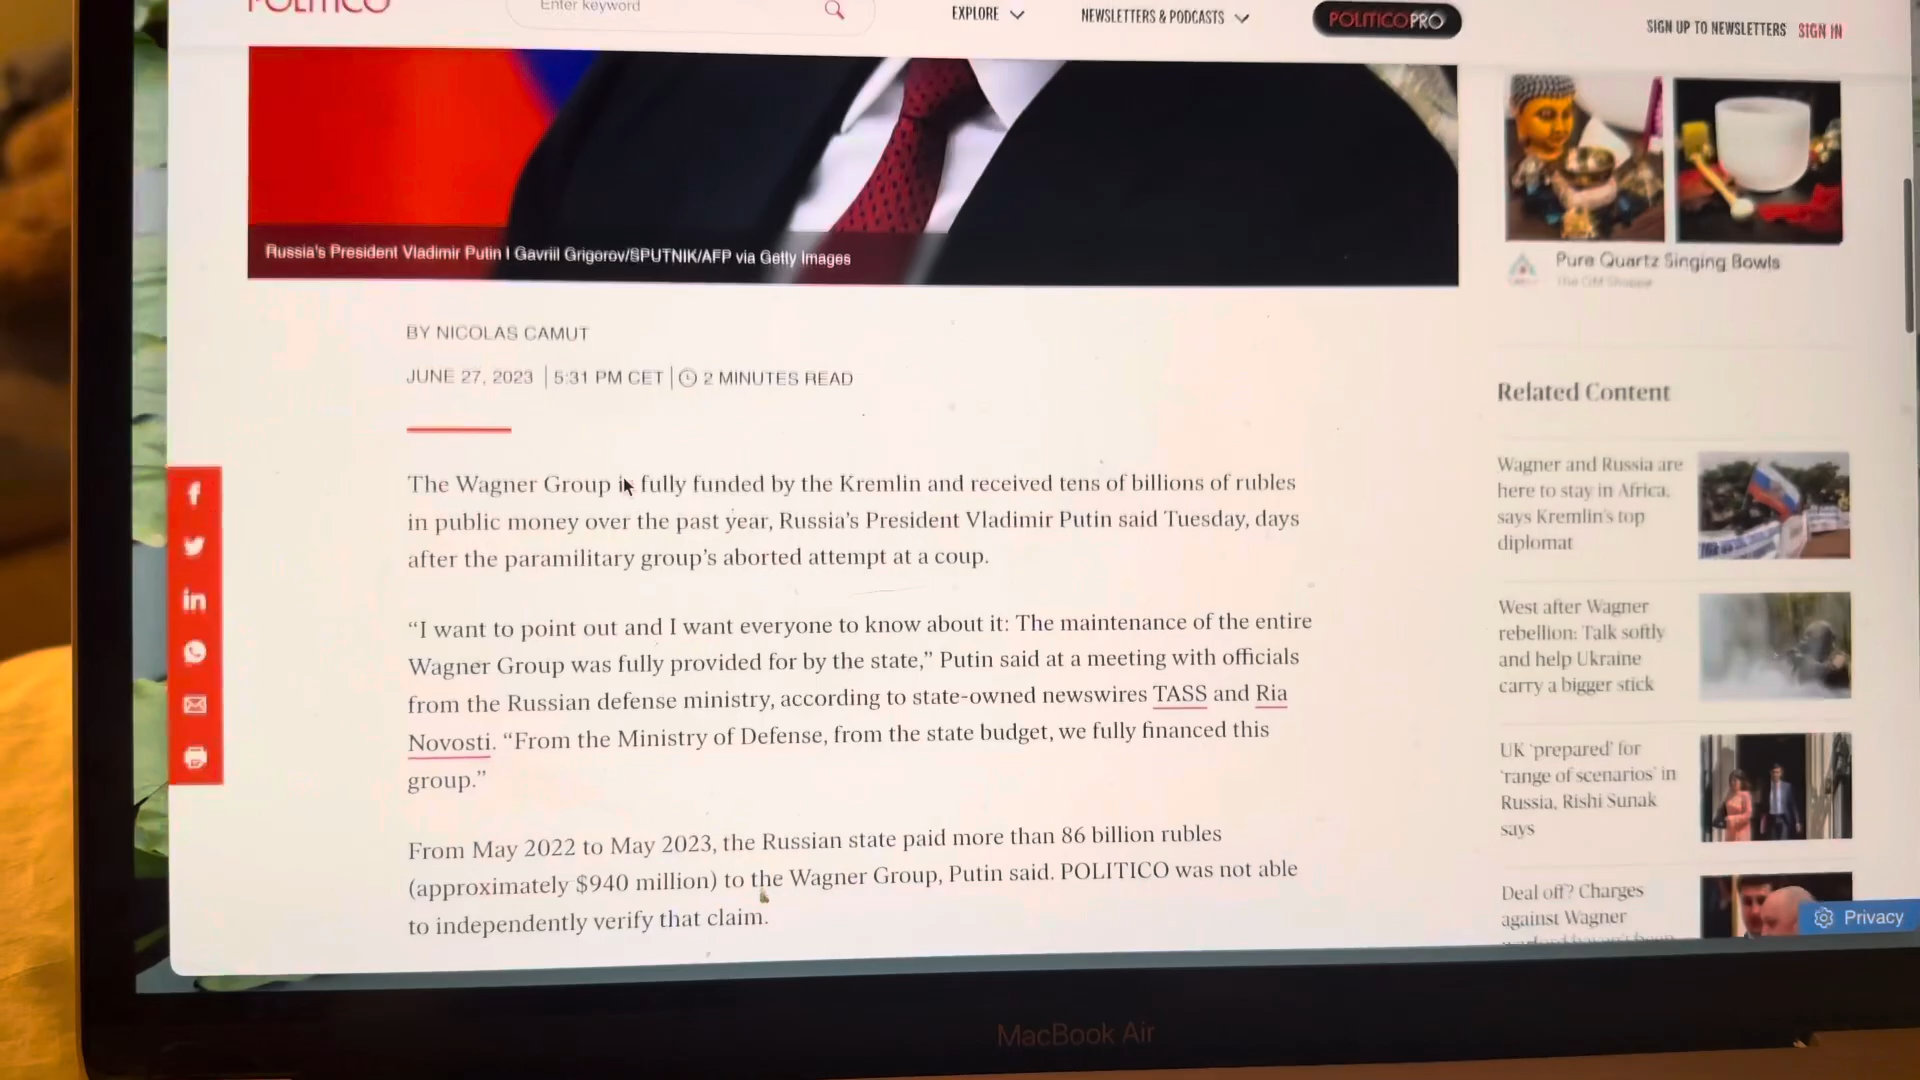 POLITICO
Enter keyword
EXPLORE
NEWSLETTERS & PODCASTS
POLITICOPRO
SIGN UP TO NEWSLETTERS SIGN IN
Russia's President Vladimir Putin | Gavriil Grigorov/SPUTNIK/AFP via Getty Images
Pure Quartz Singing Bowls
BY NICOLAS CAMUT
JUNE 27, 2023 | 5:31 PM CET | 2 MINUTES READ
The Wagner Group is fully funded by the Kremlin and received tens of billions of rubles
in public money over the past year, Russia’s President Vladimir Putin said Tuesday, days
after the paramilitary group’s aborted attempt at a coup.
“I want to point out and I want everyone to know about it: The maintenance of the entire
Wagner Group was fully provided for by the state,” Putin said at a meeting with officials
from the Russian defense ministry, according to state-owned newswires TASS and Ria
Novosti. “From the Ministry of Defense, from the state budget, we fully financed this
group.”
From May 2022 to May 2023, the Russian state paid more than 86 billion rubles
(approximately $940 million) to the Wagner Group, Putin said. POLITICO was not able
to independently verify that claim.
Related Content
Wagner and Russia are
here to stay in Africa,
says Kremlin’s top
diplomat
West after Wagner
rebellion: Talk softly
and help Ukraine
carry a bigger stick
UK ‘prepared’ for
‘range of scenarios’ in
Russia, Rishi Sunak
says
Deal off? Charges
against Wagner
Privacy
MacBook Air